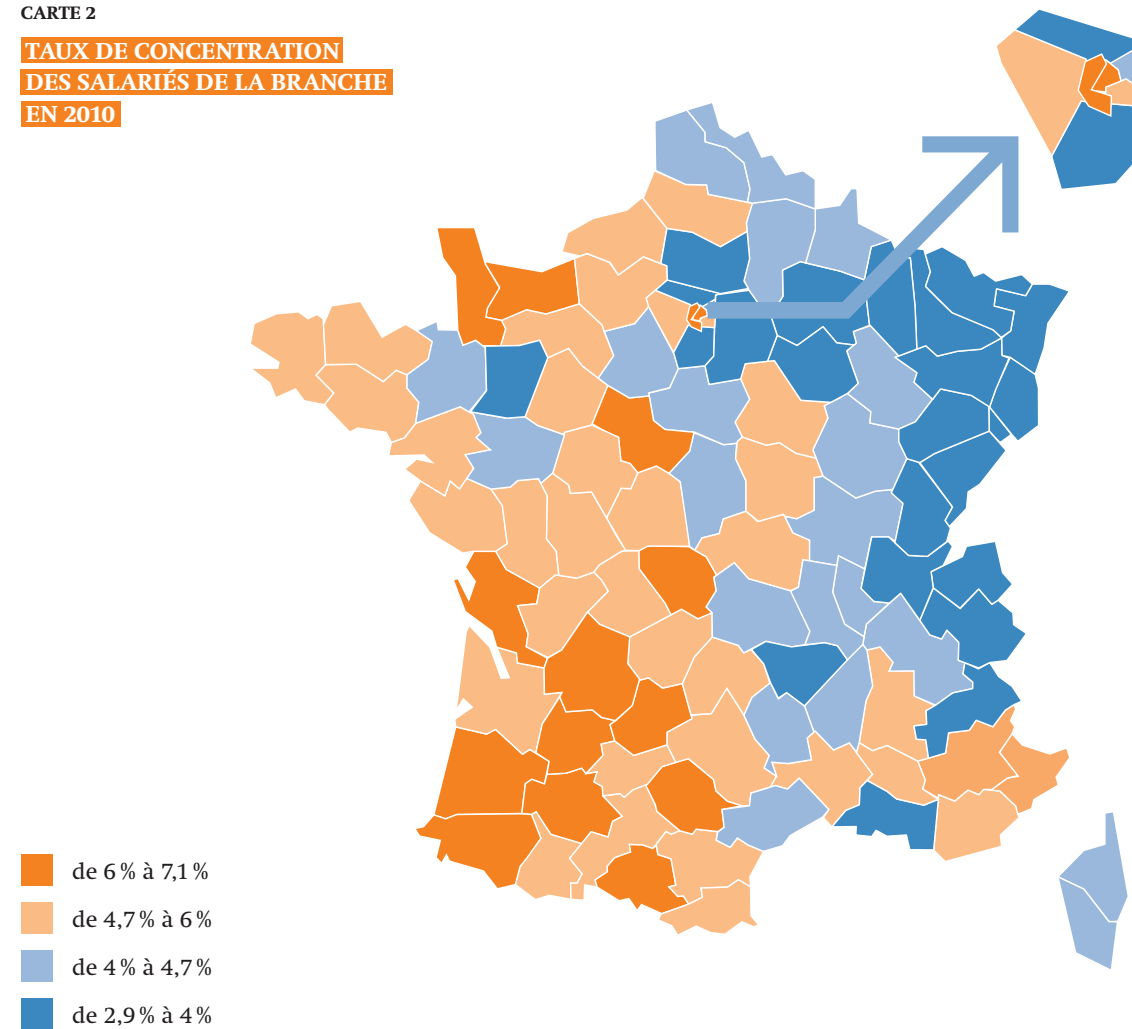 CARTE 2
TAUX DE CONCENTRATION
DES SALARIÉS DE LA BRANCHE
EN 2010
de 6 % à 7,1 %
de 4,7 % à 6 %
de 4 % à 4,7 %
de 2,9 % à 4 %